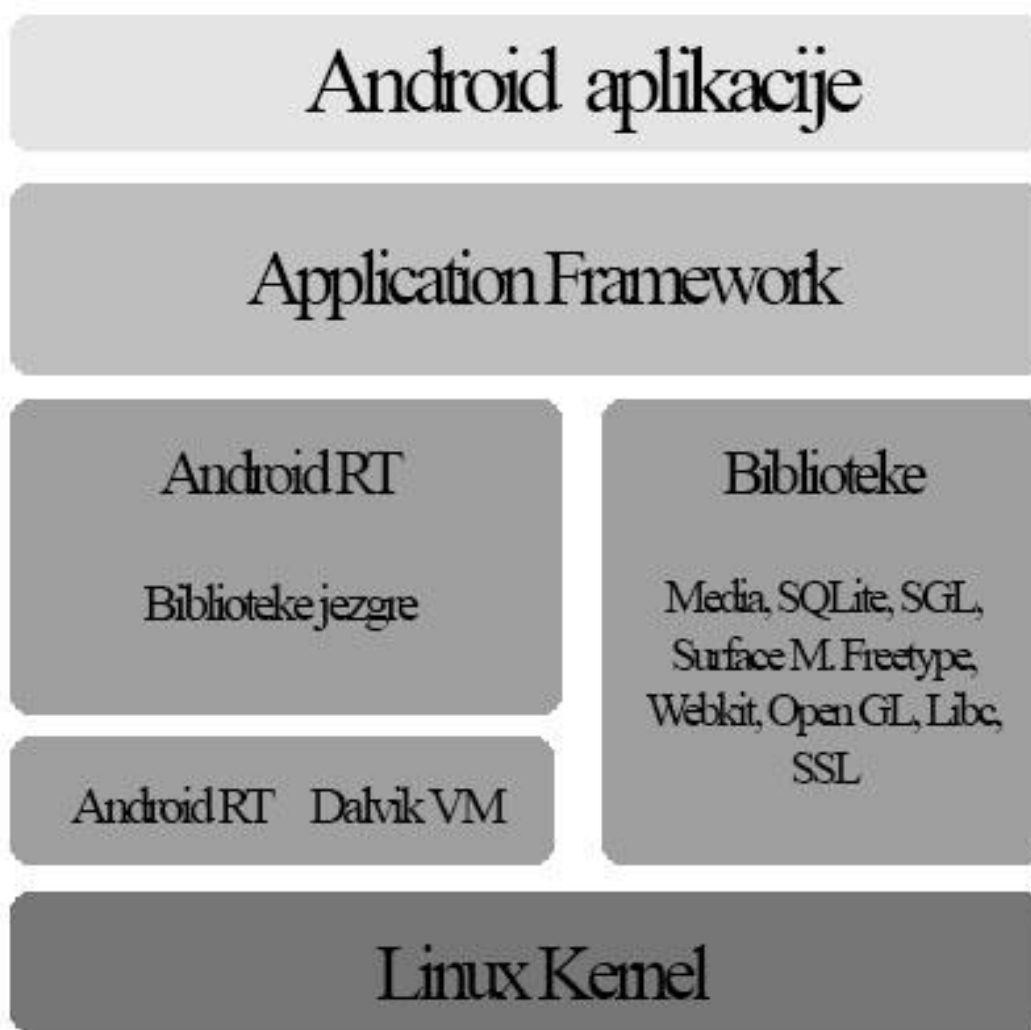 Android aplikacije
Application Framework
Android RT
Biblioteke jezgre
Android RT Dalvik VM
Biblioteke
Media, SQLite, SGL,
Surface M. Freetype,
Webkit, Open GL, Libc,
SSL
Linux Kernel